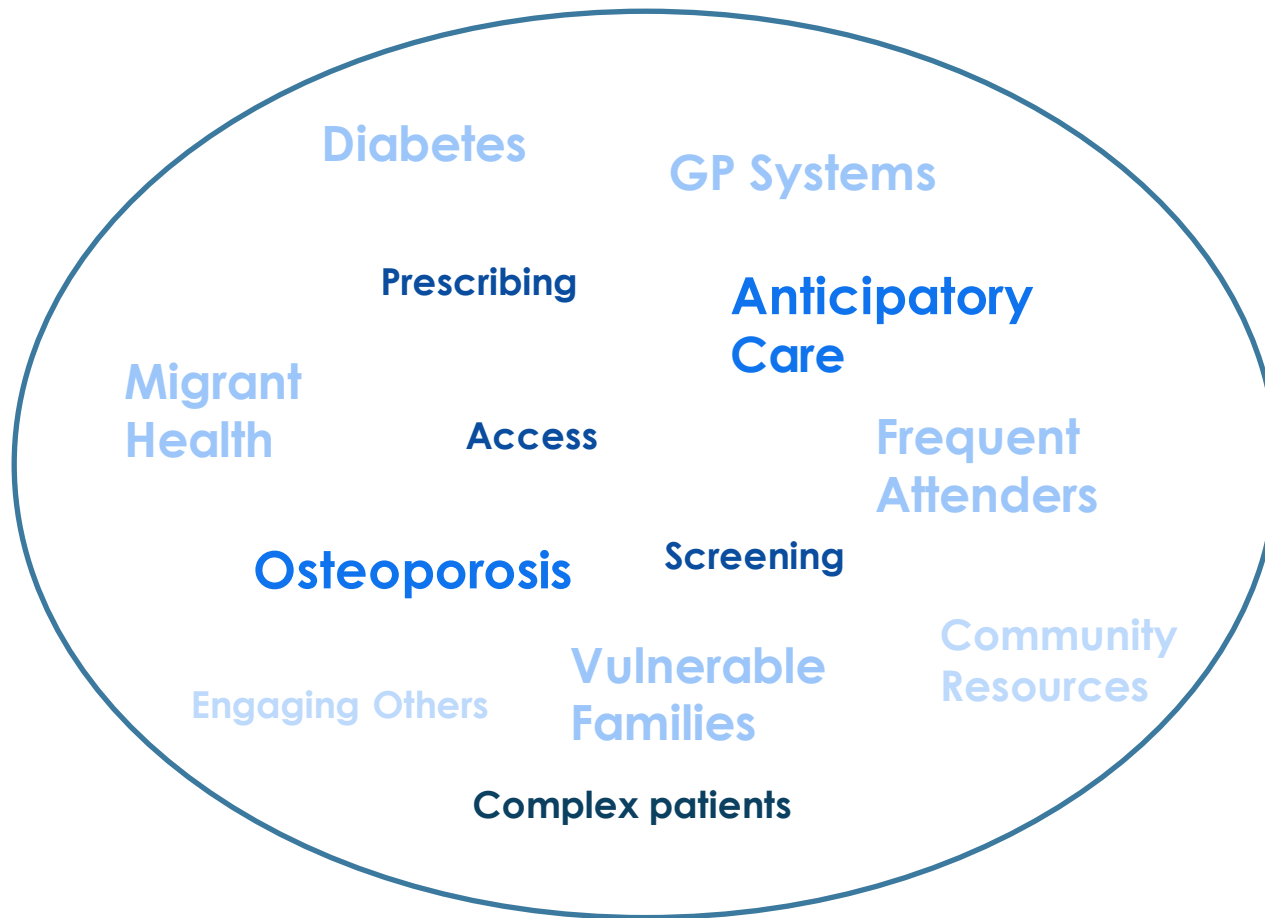 Diabetes
GP Systems
Prescribing
Anticipatory
Care
Migrant
Health
Access
Frequent
Attenders
Osteoporosis
Screening
Community
Resources
Vulnerable
Families
Engaging Others
Complex patients